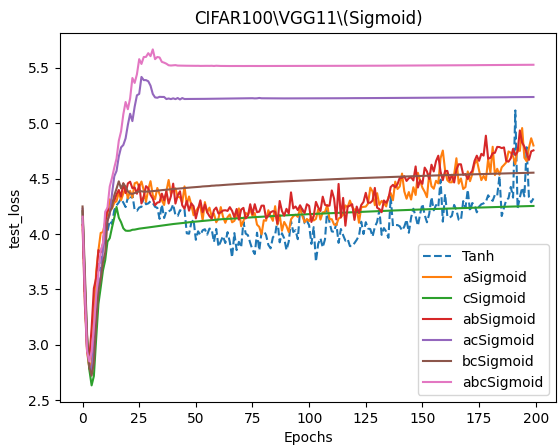 CIFAR100\VGG11\(Sigmoid)
test_loss
5.5
5.0
4.5
4.0
3.5
3.0
2.5
Tanh
aSigmoid
cSigmoid
abSigmoid
acSigmoid
bcSigmoid
abcSigmoid
0 25 50 75 100 125 150 175 200
Epochs